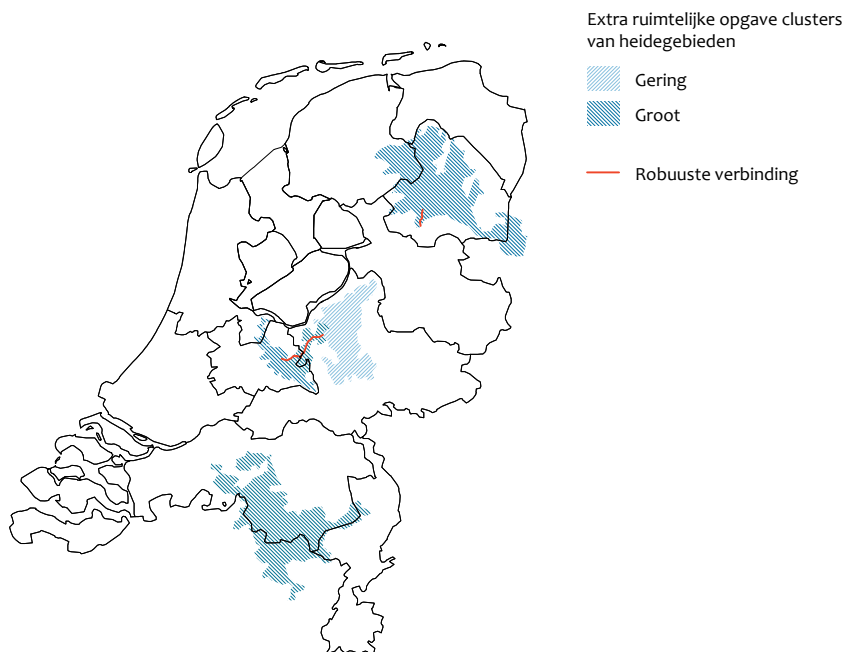 Extra ruimtelijke opgave clusters
van heidegebieden
Gering
Groot
Robuuste verbinding